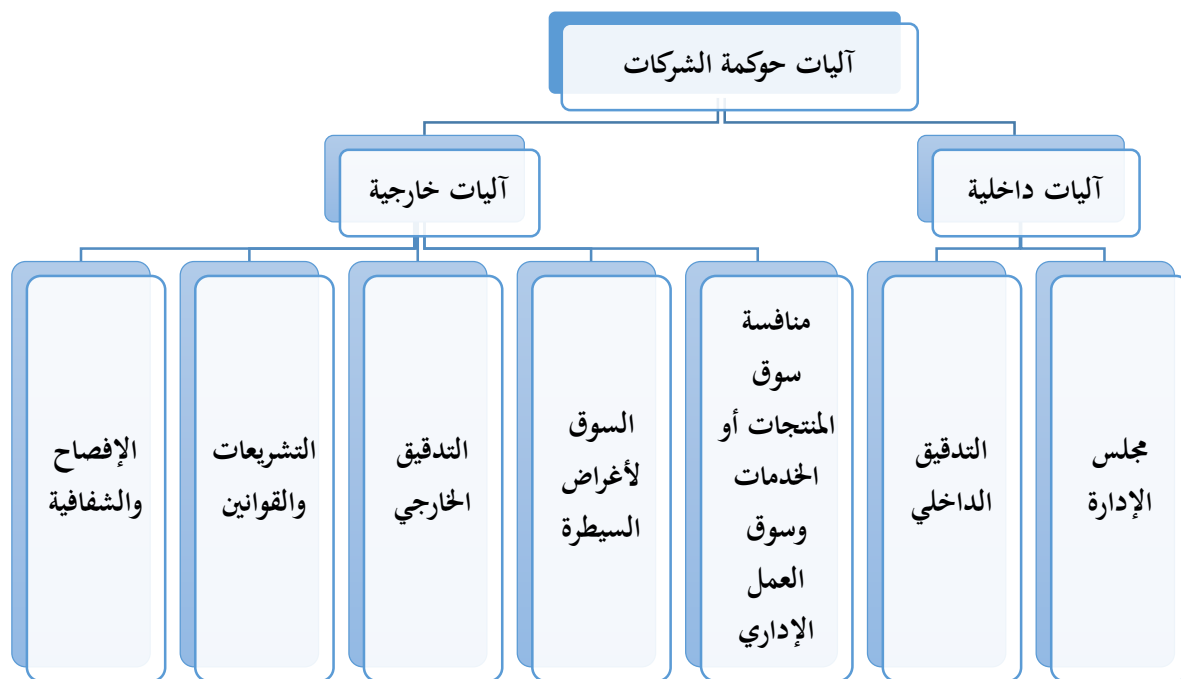 آليات حوكمة الشركات
آليات داخلية
آليات خارجية
مجلس
الإدارة
التدقيق
الداخلي
منافسة
سوق
المنتجات أو
الخدمات
وسوق
العمل
الإداري
السوق
لأغراض
السيطرة
التدقيق
الخارجي
التشريعات
والقوانين
الإفصاح
والشفافية